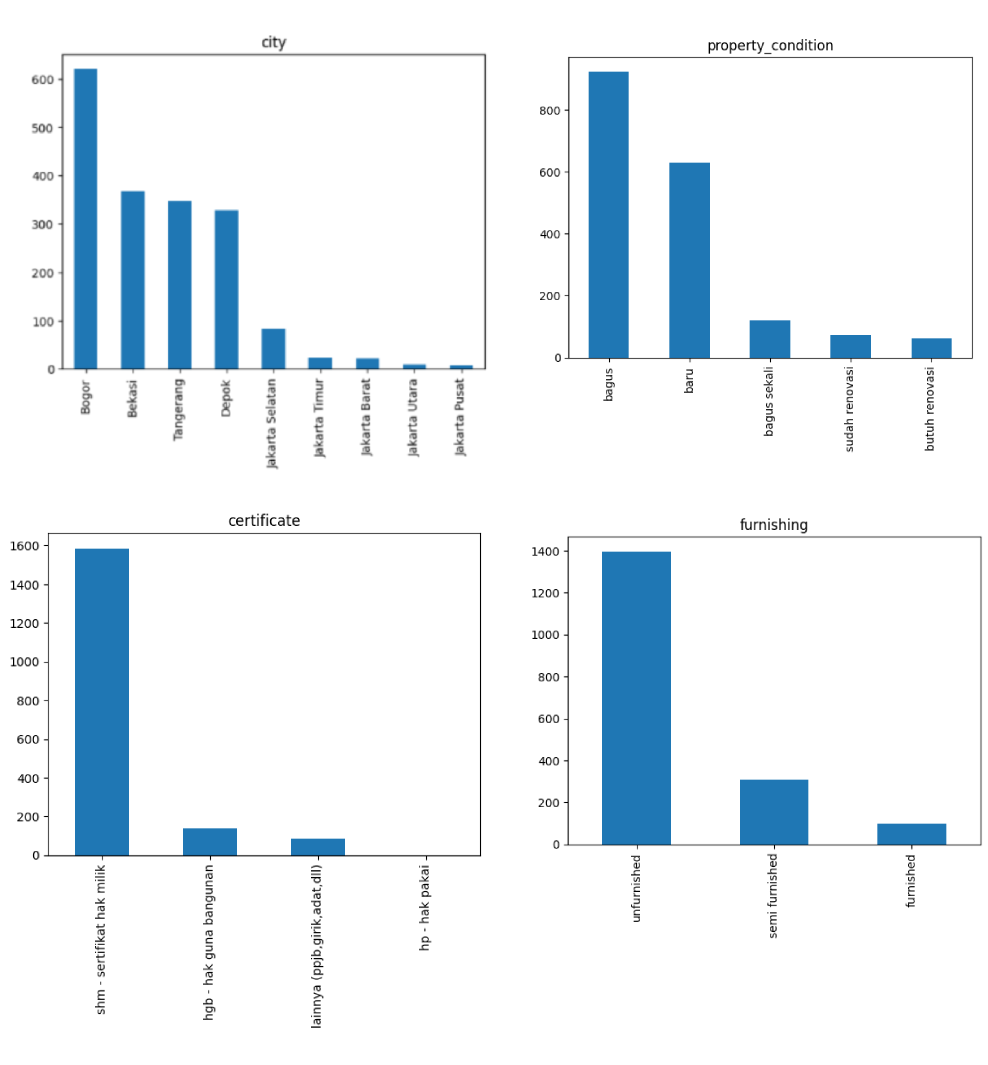 city
600
500
400
300
200
100
0
Bogor
Bekasi
Tangerang
Depok
Jakarta Selatan
Jakarta Timur
Jakarta Barat
Jakarta Utara
Jakarta Pusat
property_condition
800
600
400
200
0
bagus
baru
bagus sekali
sudah renovasi
butuh renovasi
certificate
1600
1400
1200
1000
800
600
400
200
0
shm - sertifikat hak milik
hgb - hak guna bangunan
lainnya (ppjb,girik,adat,dll)
hp - hak pakai
furnishing
1400
1200
1000
800
600
400
200
0
unfurnished
semi furnished
furnished